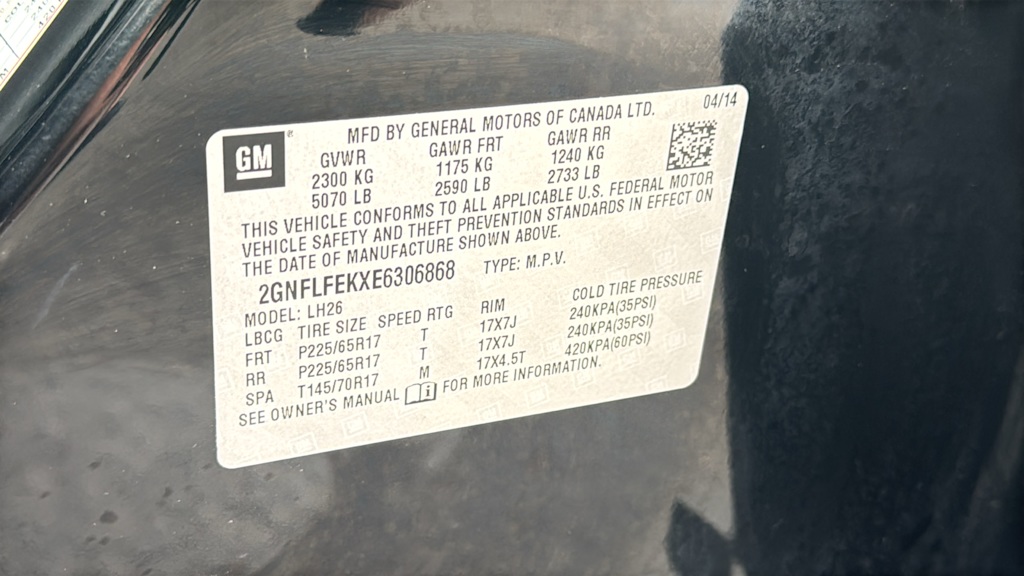 04/14
GM
MFD BY GENERAL MOTORS OF CANADA LTD.
GVWR GAWR FRT GAWR RR
2300 KG 1175 KG 1240 KG
5070 LB 2590 LB 2733 LB
THIS VEHICLE CONFORMS TO ALL APPLICABLE U.S. FEDERAL MOTOR
VEHICLE SAFETY AND THEFT PREVENTION STANDARDS IN EFFECT ON
THE DATE OF MANUFACTURE SHOWN ABOVE.
2GNFLFEKXE6306868 TYPE: M.P.V.
MODEL: LH26
LBCG TIRE SIZE SPEED RTG RIM COLD TIRE PRESSURE
FRT P225/65R17 T 17X7J 240KPA(35PSI)
RR P225/65R17 T 17X7J 240KPA(35PSI)
SPA T145/70R17 M 17X4.5T 420KPA(60PSI)
SEE OWNER'S MANUAL FOR MORE INFORMATION.